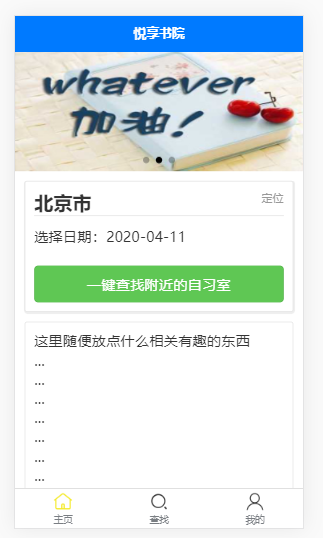 悦享书院
whatever
加油!
北京市
定位
选择日期：2020-04-11
一键查找附近的自习室
这里随便放点什么相关有趣的东西
...
...
...
...
...
...
...
主页
查找
我的